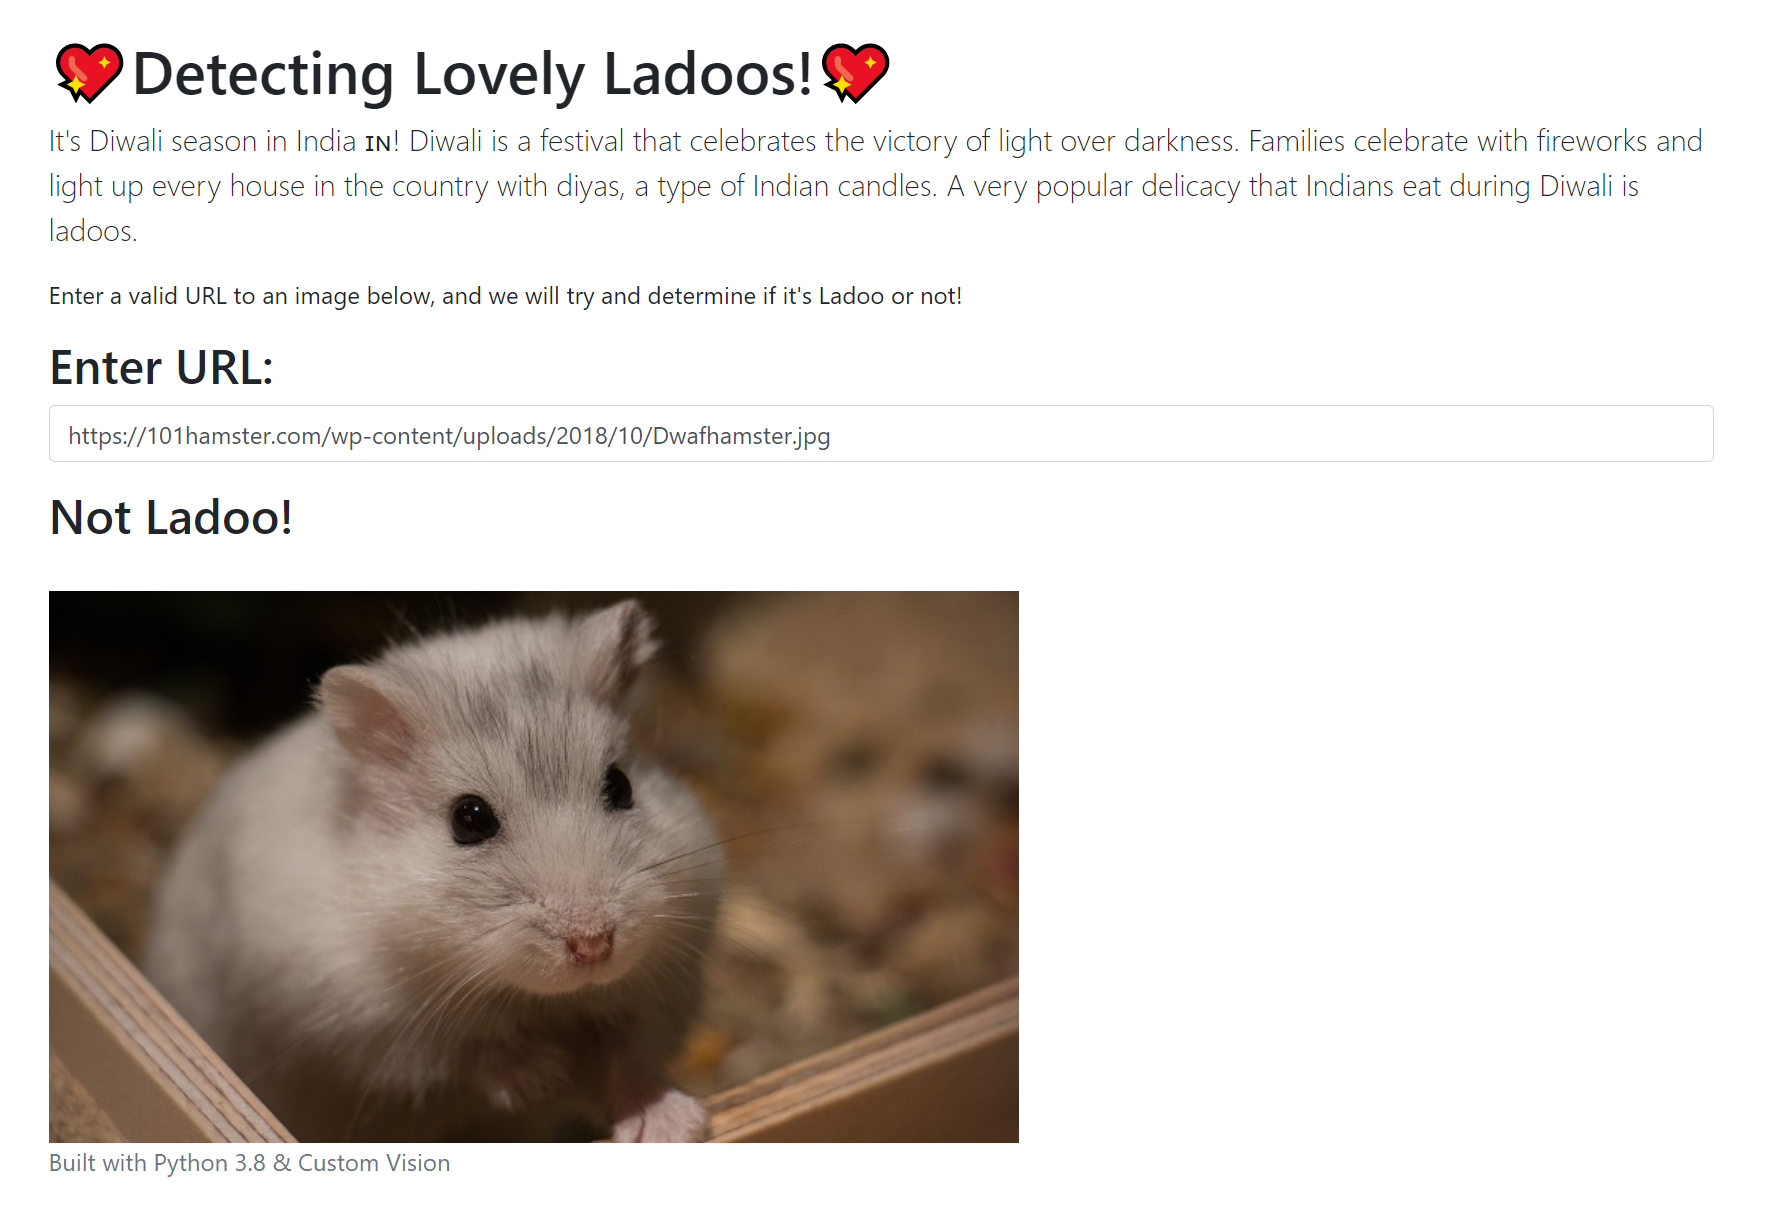 💖Detecting Lovely Ladoos!💖
It's Diwali season in India ɪɴ! Diwali is a festival that celebrates the victory of light over darkness. Families celebrate with fireworks and
light up every house in the country with diyas, a type of Indian candles. A very popular delicacy that Indians eat during Diwali is
ladoos.
Enter a valid URL to an image below, and we will try and determine if it's Ladoo or not!
Enter URL:
https://101hamster.com/wp-content/uploads/2018/10/Dwafhamster.jpg
Not Ladoo!
Built with Python 3.8 & Custom Vision